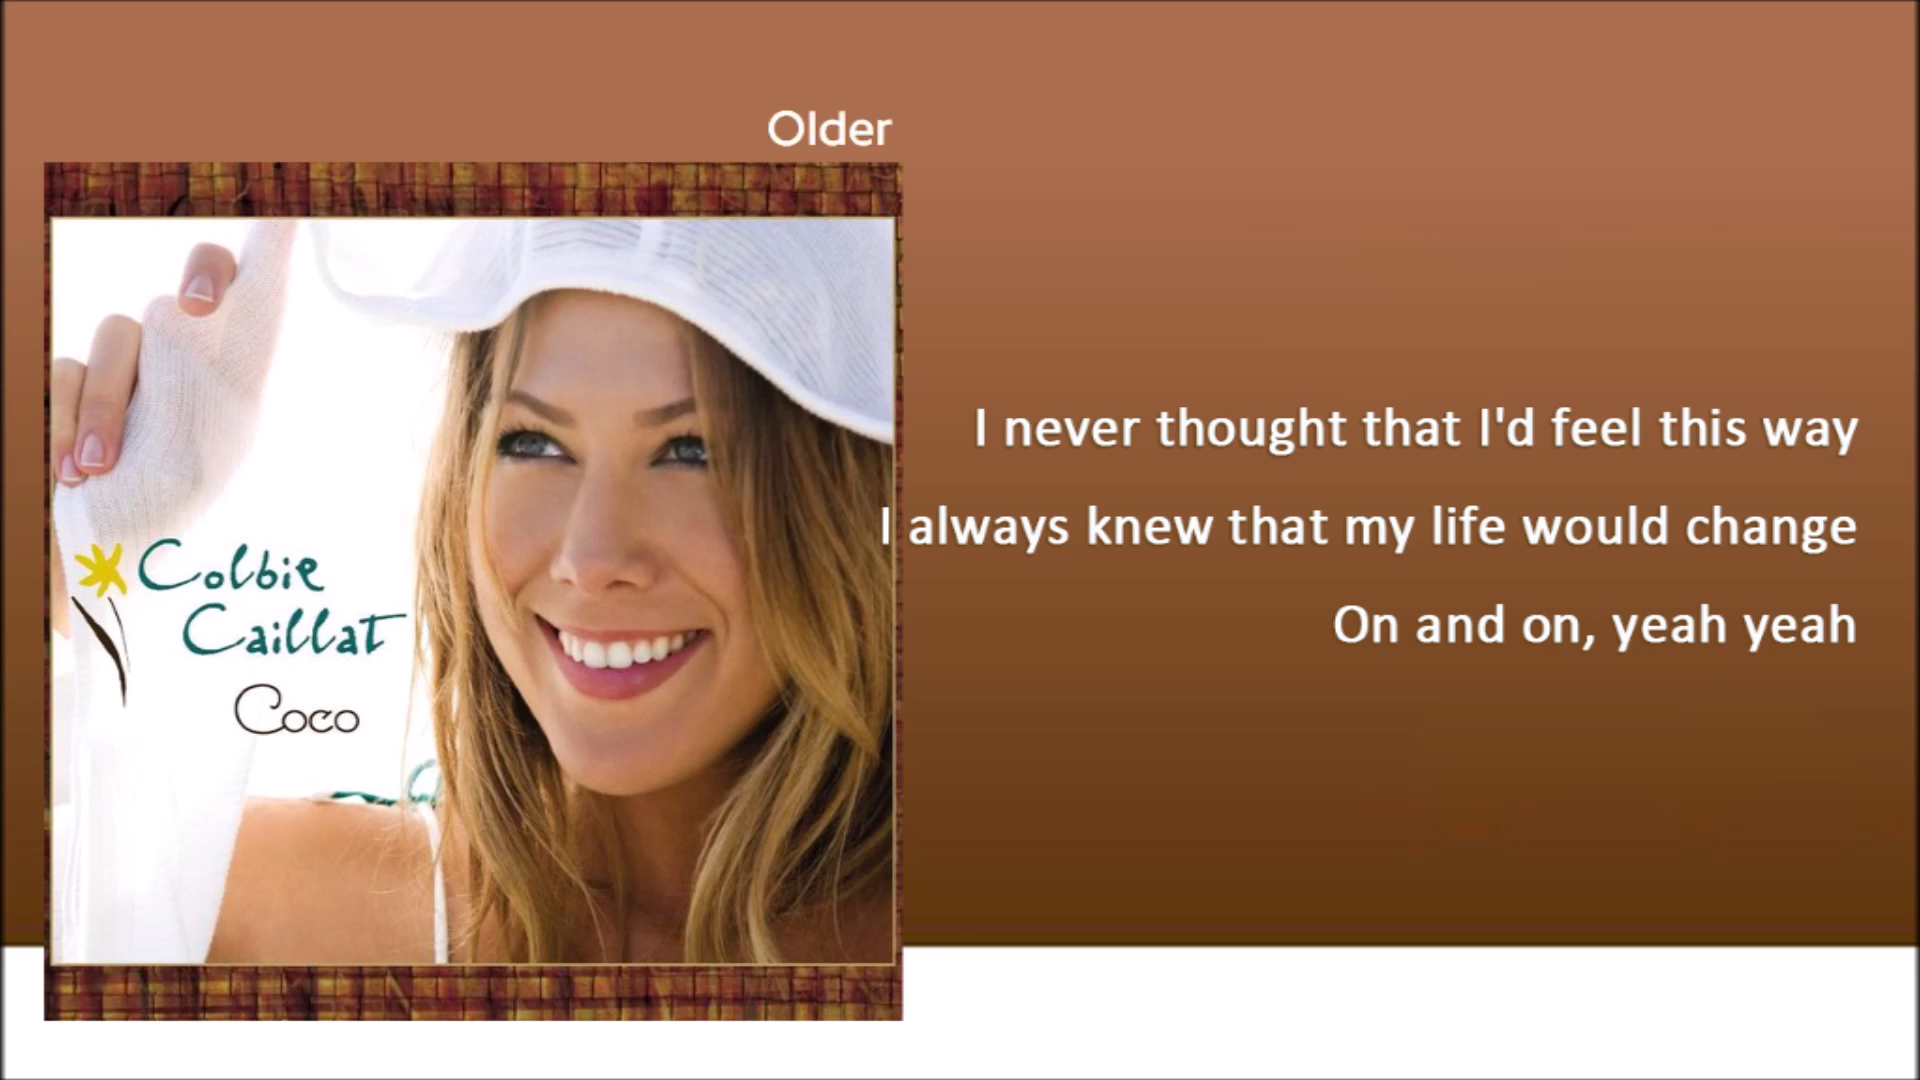 Older
Colbie
Caillat
Coco
I never thought that I'd feel this way
I always knew that my life would change
On and on, yeah yeah